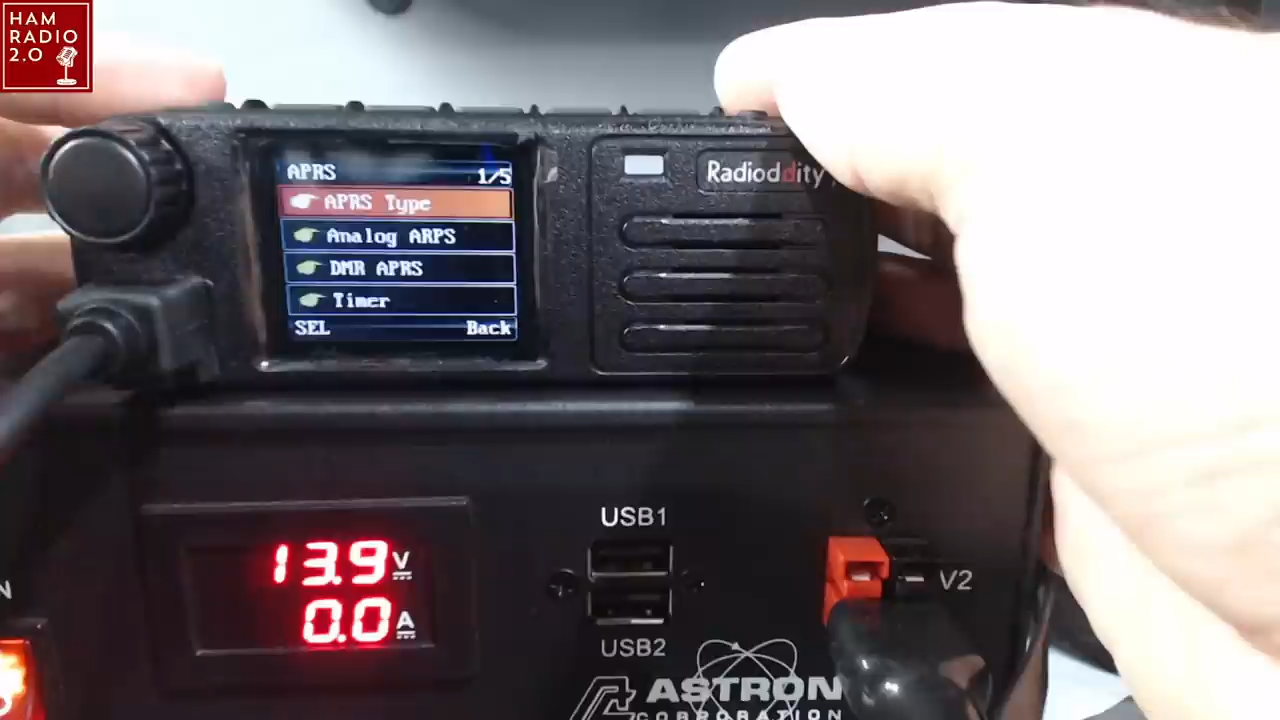 HAM
RADIO
2.0
APRS 1/5
APRS Type
Analog ARPS
DMR APRS
Timer
SEL Back
Radioddity
13.9 V
0.0 A
USB1
USB2
V2
N
ASTRON
CORPORATION